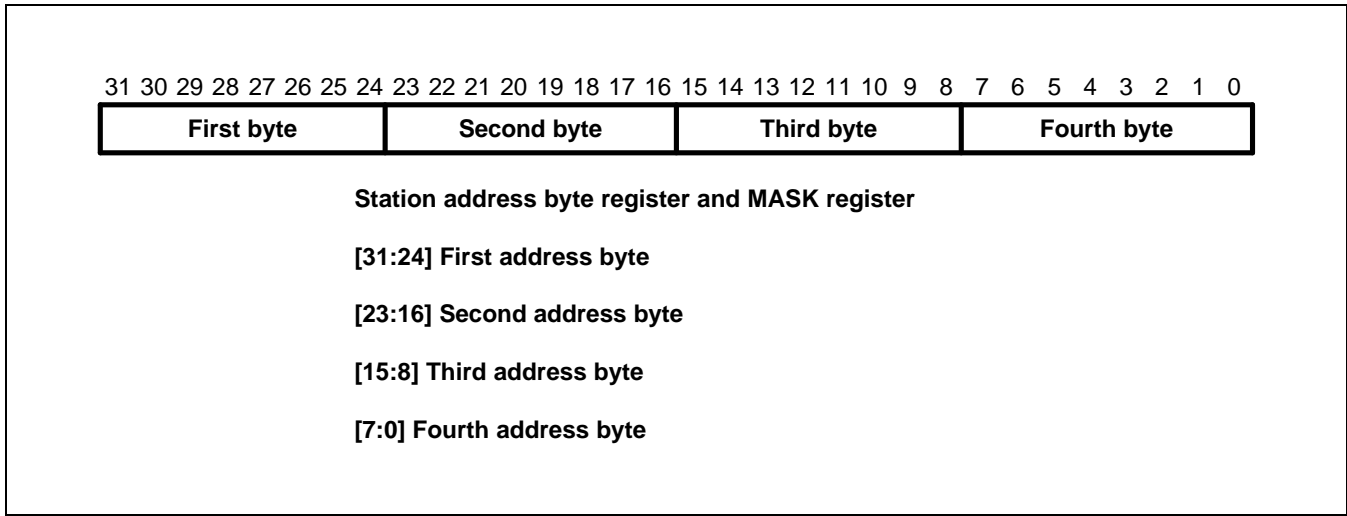 31 30 29 28 27 26 25 24 23 22 21 20 19 18 17 16 15 14 13 12 11 10 9 8 7 6 5 4 3 2 1 0
First byte Second byte Third byte Fourth byte
Station address byte register and MASK register
[31:24] First address byte
[23:16] Second address byte
[15:8] Third address byte
[7:0] Fourth address byte